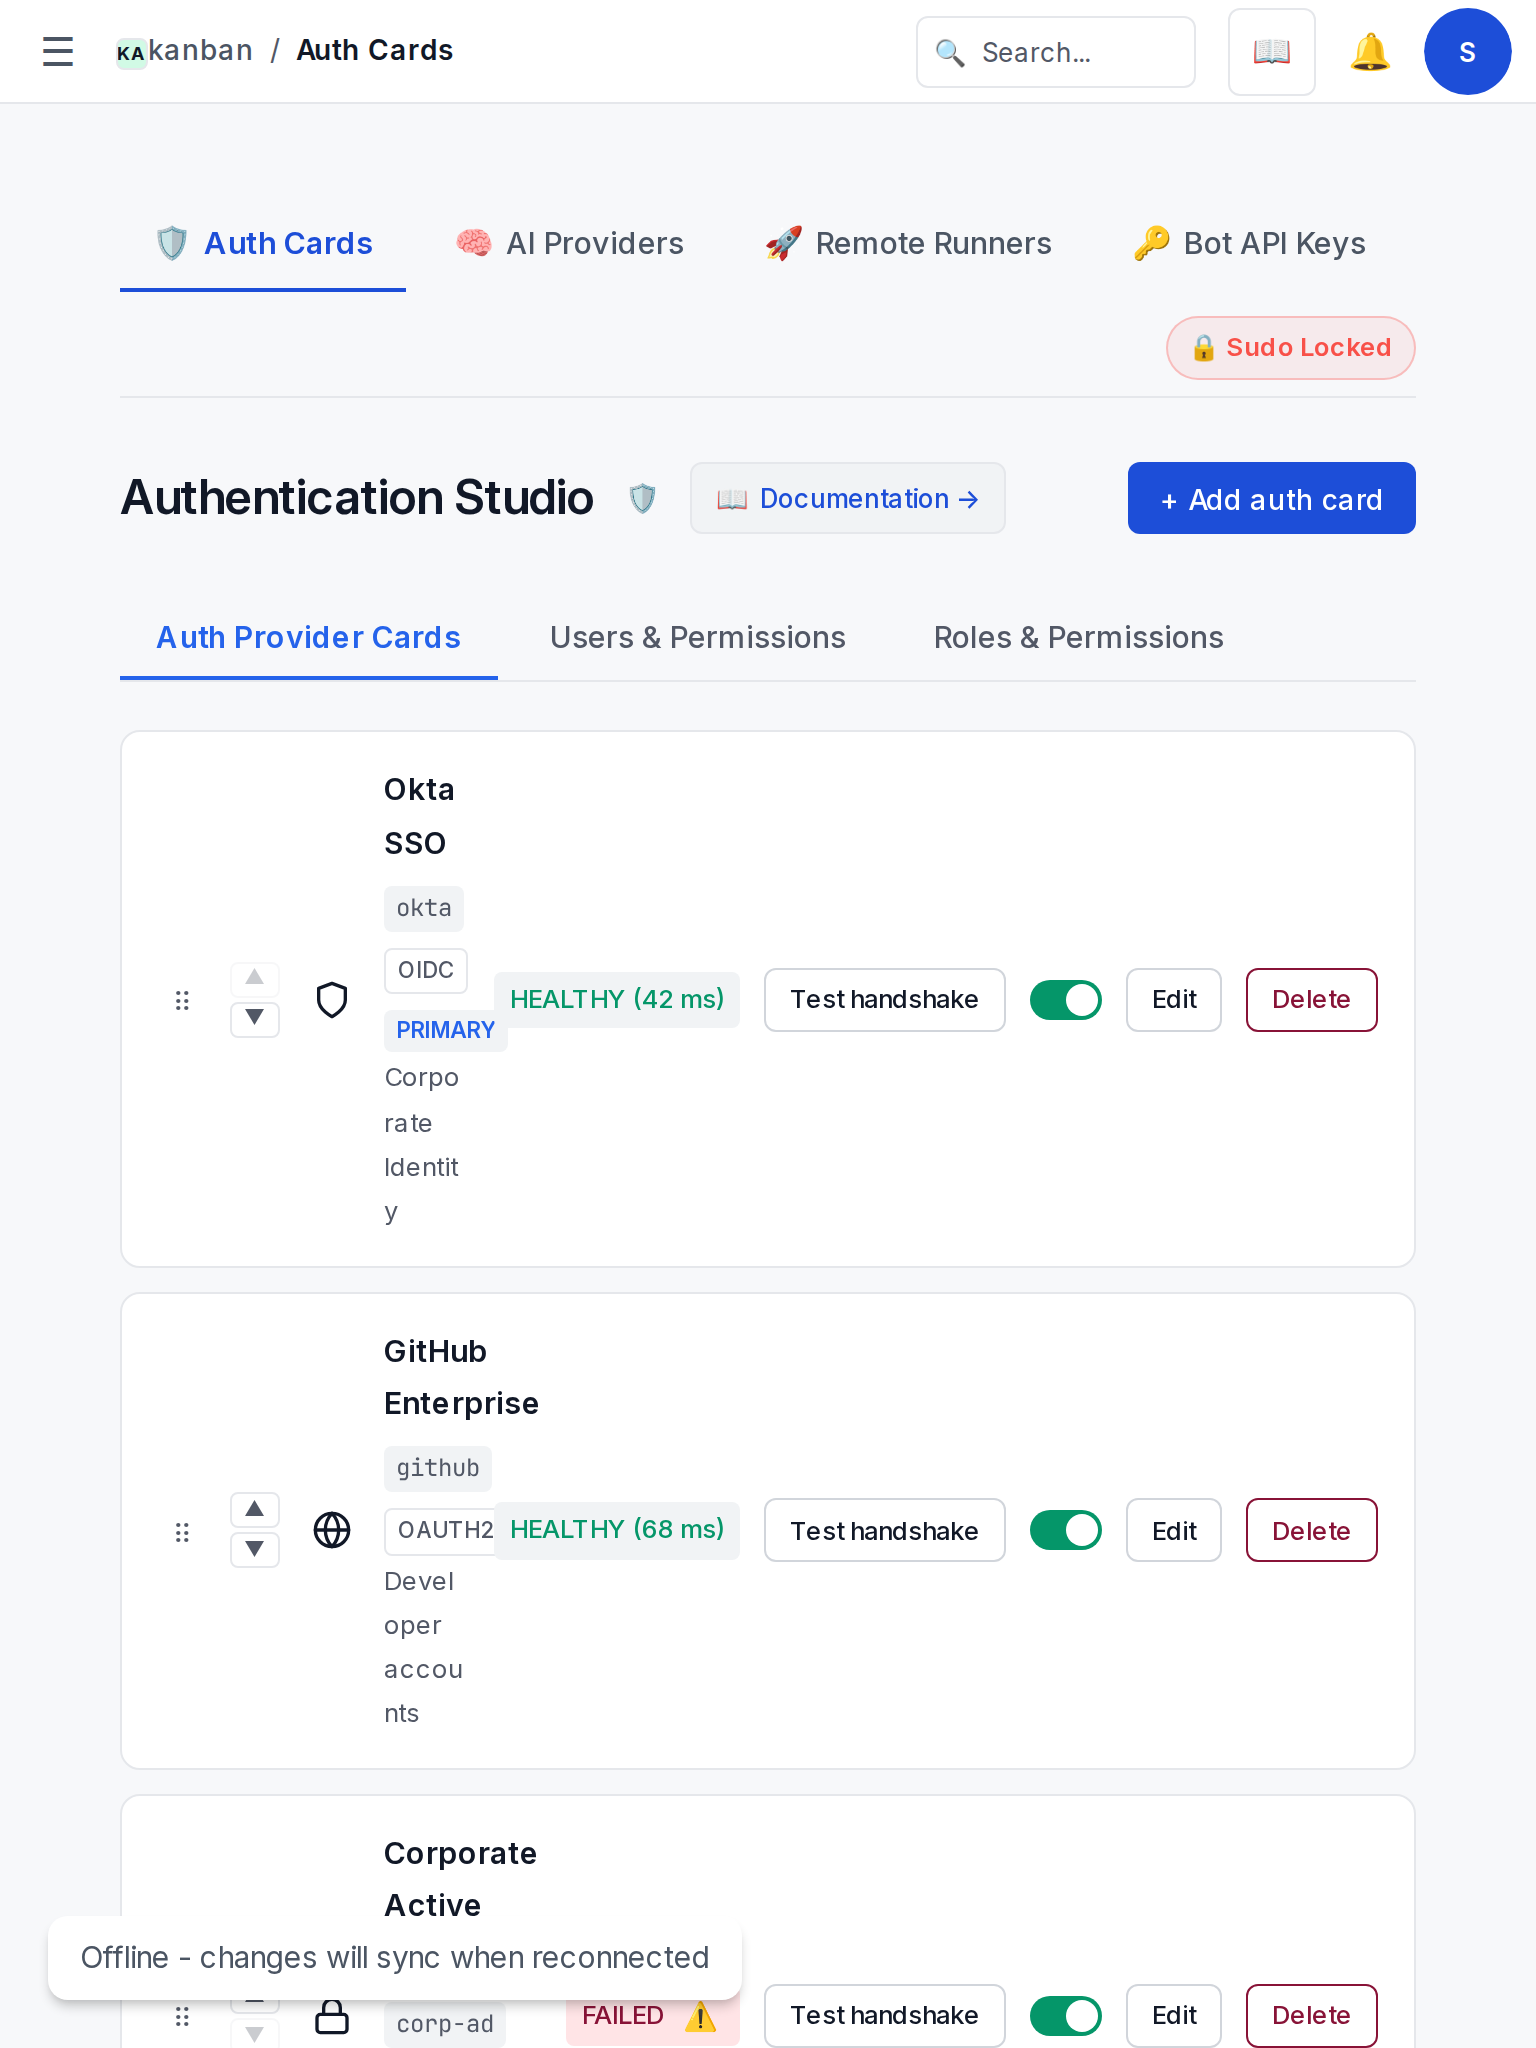 ☰ KA kanban / Auth Cards 🔍 Search... 📖 🔔 S
🛡️ Auth Cards 🧠 AI Providers 🚀 Remote Runners 🔑 Bot API Keys
🔒 Sudo Locked
Authentication Studio 🛡️ 📖 Documentation → + Add auth card
Auth Provider Cards Users & Permissions Roles & Permissions
Okta
SSO
okta
OIDC
PRIMARY
Corpo
rate
Identit
y
HEALTHY (42 ms) Test handshake Edit Delete
GitHub
Enterprise
github
OAUTH2
Devel
oper
accou
nts
HEALTHY (68 ms) Test handshake Edit Delete
Corporate
Active
corp-ad
FAILED ⚠️ Test handshake Edit Delete
Offline - changes will sync when reconnected